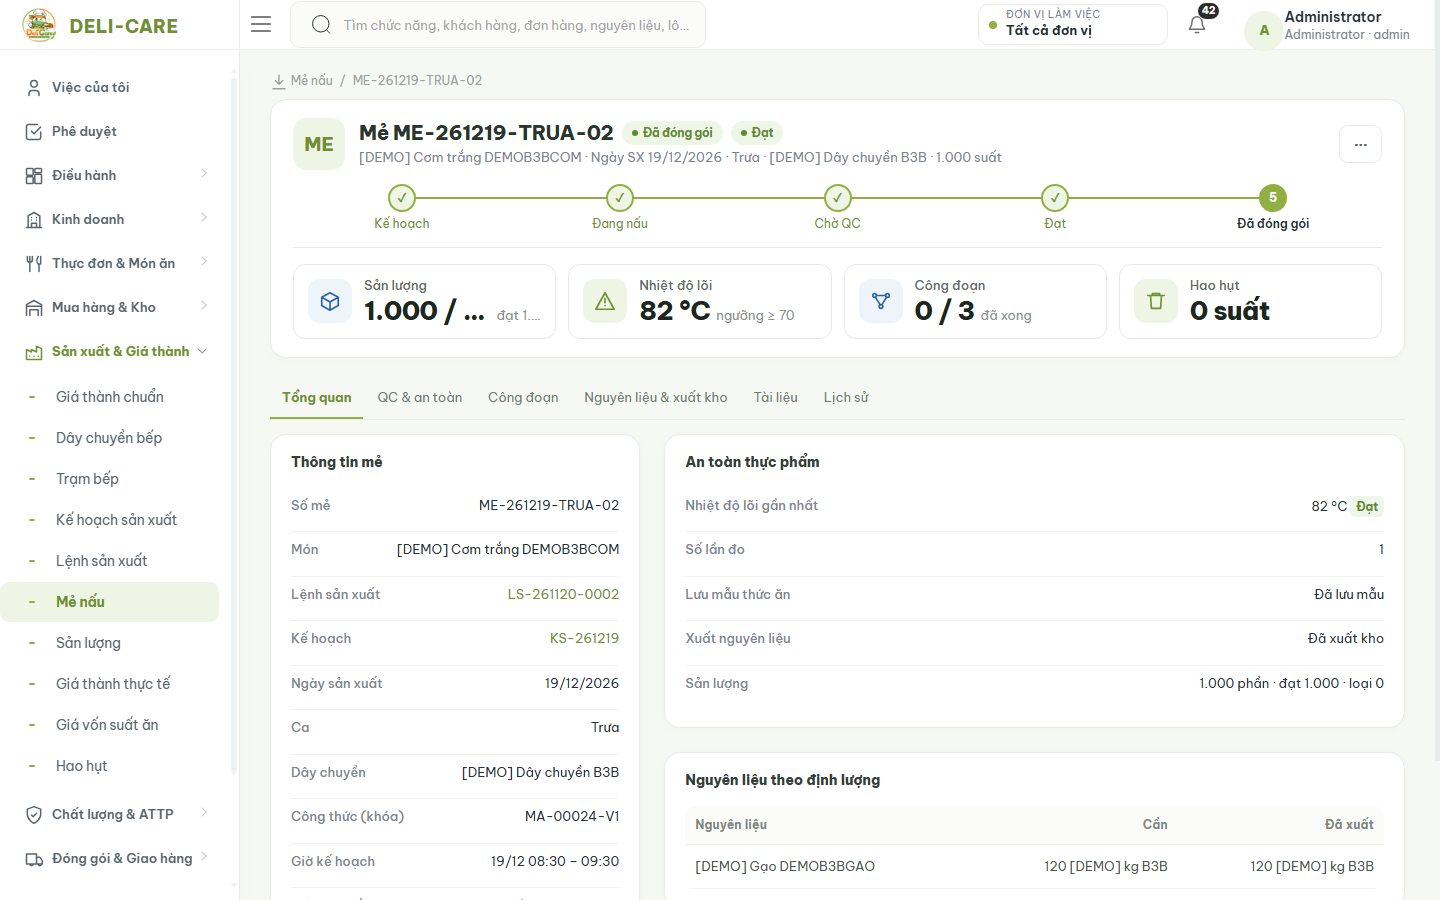 DELI-CARE
Tìm chức năng, khách hàng, đơn hàng, nguyên liệu, lô...
ĐƠN VỊ LÀM VIỆC
Tất cả đơn vị
42
A
Administrator
Administrator · admin
Việc của tôi
Phê duyệt
Điều hành
Kinh doanh
Thực đơn & Món ăn
Mua hàng & Kho
Sản xuất & Giá thành
Giá thành chuẩn
Dây chuyền bếp
Trạm bếp
Kế hoạch sản xuất
Lệnh sản xuất
Mẻ nấu
Sản lượng
Giá thành thực tế
Giá vốn suất ăn
Hao hụt
Chất lượng & ATTP
Đóng gói & Giao hàng
Mẻ nấu / ME-261219-TRUA-02
ME
Mẻ ME-261219-TRUA-02
Đã đóng gói
Đạt
[DEMO] Cơm trắng DEMOB3BCOM · Ngày SX 19/12/2026 · Trưa · [DEMO] Dây chuyền B3B · 1.000 suất
...
✓ ✓ ✓ ✓ 5
Kế hoạch Đang nấu Chờ QC Đạt Đã đóng gói
Sản lượng
1.000 / ... đạt 1....
Nhiệt độ lõi
82 °C ngưỡng ≥ 70
Công đoạn
0 / 3 đã xong
Hao hụt
0 suất
Tổng quan QC & an toàn Công đoạn Nguyên liệu & xuất kho Tài liệu Lịch sử
Thông tin mẻ
Số mẻ ME-261219-TRUA-02
Món [DEMO] Cơm trắng DEMOB3BCOM
Lệnh sản xuất LS-261120-0002
Kế hoạch KS-261219
Ngày sản xuất 19/12/2026
Ca Trưa
Dây chuyền [DEMO] Dây chuyền B3B
Công thức (khóa) MA-00024-V1
Giờ kế hoạch 19/12 08:30 – 09:30
An toàn thực phẩm
Nhiệt độ lõi gần nhất 82 °C Đạt
Số lần đo 1
Lưu mẫu thức ăn Đã lưu mẫu
Xuất nguyên liệu Đã xuất kho
Sản lượng 1.000 phần · đạt 1.000 · loại 0
Nguyên liệu theo định lượng
Nguyên liệu Cần Đã xuất
[DEMO] Gạo DEMOB3BGAO 120 [DEMO] kg B3B 120 [DEMO] kg B3B